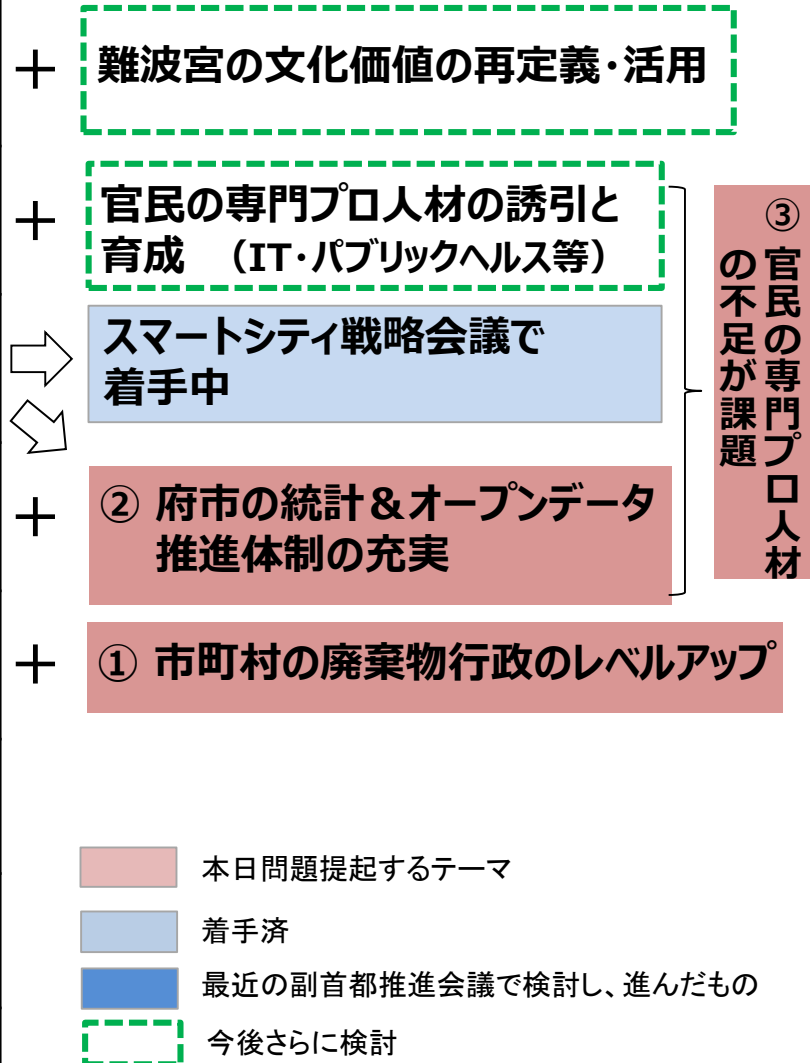 ＋ 難波宮の文化価値の再定義・活用
＋ 官民の専門プロ人材の誘引と
育成 （IT・パブリックヘルス等）
スマートシティ戦略会議で
着手中
＋ ② 府市の統計＆オープンデータ
推進体制の充実
＋ ① 市町村の廃棄物行政のレベルアップ
③
官民の専門プロ人材
の不足が課題
本日問題提起するテーマ
着手済
最近の副首都推進会議で検討し、進んだもの
今後さらに検討